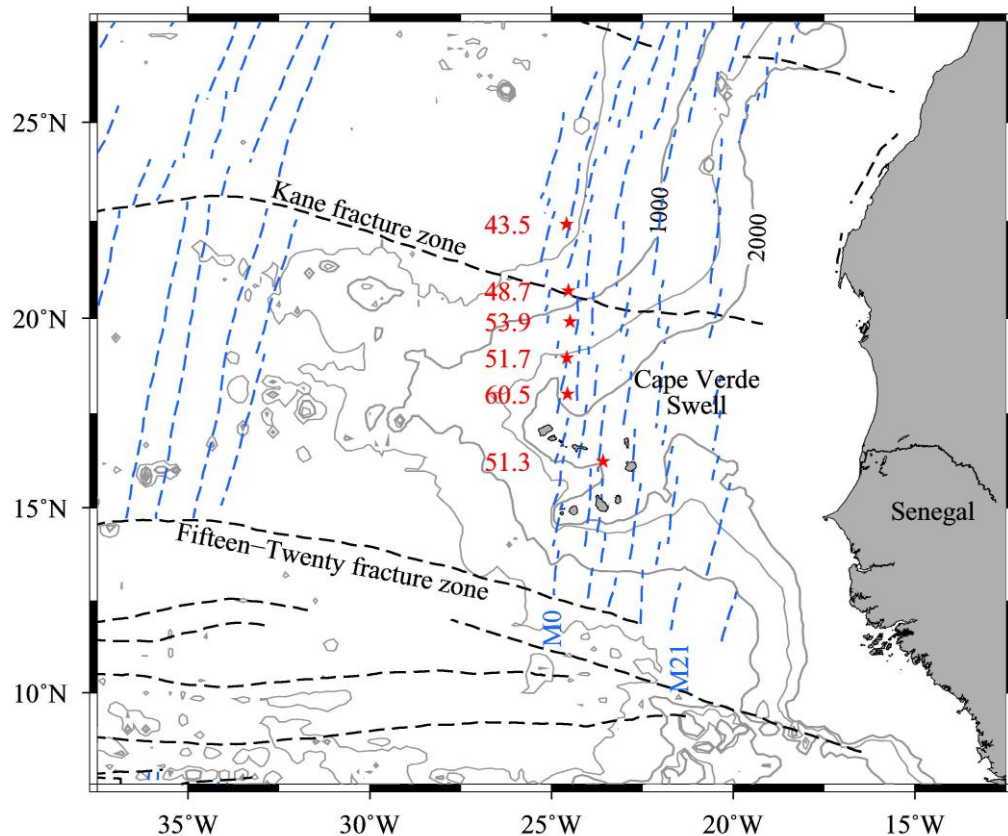 25°N
20°N
15°N
10°N
35°W
30°W
25°W
20°W
15°W
Kane fracture zone
43.5
48.7
53.9
51.7
60.5
51.3
1000
2000
Cape Verde
Swell
Senegal
Fifteen–Twenty fracture zone
M0
M21